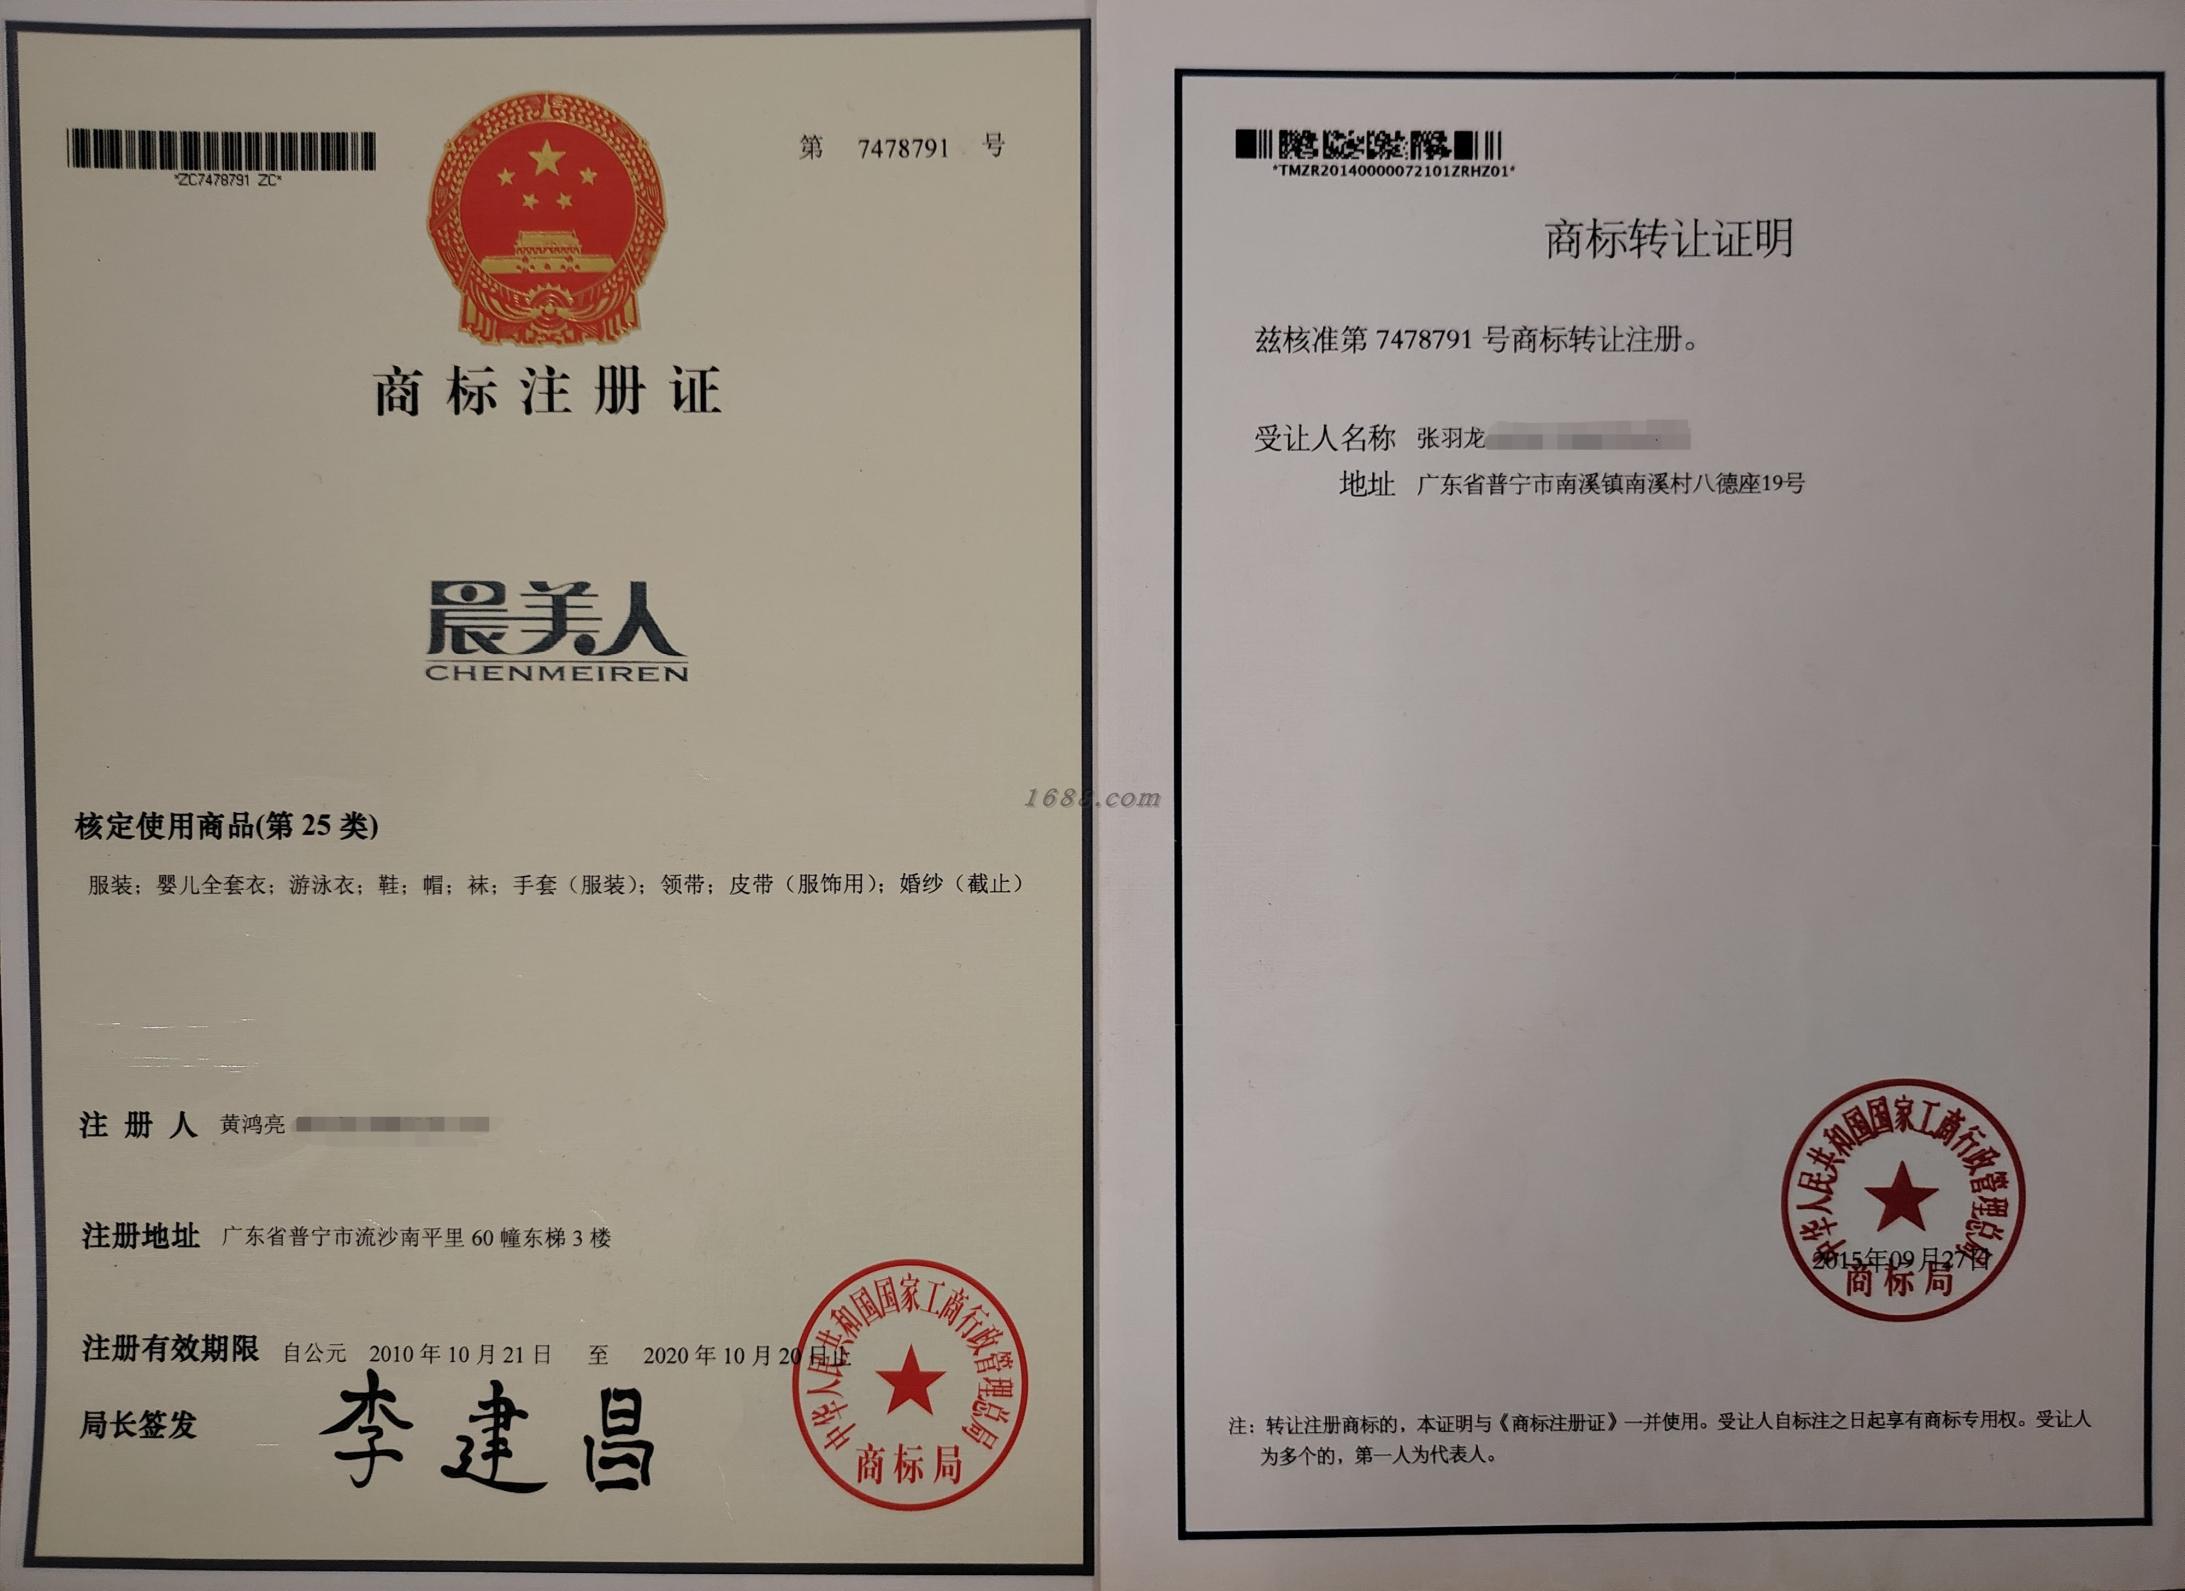 *ZC7478791 ZC*
第 7478791 号
商标注册证
晨美人
CHENMEIREN
核定使用商品(第 25 类)
服装；婴儿全套衣；游泳衣；鞋；帽；袜；手套（服装）；领带；皮带（服饰用）；婚纱（截止）
注册人 黄鸿亮
注册地址 广东省普宁市流沙南平里 60 幢东梯 3 楼
注册有效期限 自公元 2010 年 10 月 21 日 至 2020 年 10 月 20 日止
局长签发 李建昌
中华人民共和国国家工商行政管理总局
商标局
1688.com
*TMZR20140000072101ZRHZ01*
商标转让证明
兹核准第 7478791 号商标转让注册。
受让人名称 张羽龙
地址 广东省普宁市南溪镇南溪村八德座19号
中华人民共和国国家工商行政管理总局
2015年09月27日
商标局
注：转让注册商标的，本证明与《商标注册证》一并使用。受让人自标注之日起享有商标专用权。受让人
为多个的，第一人为代表人。